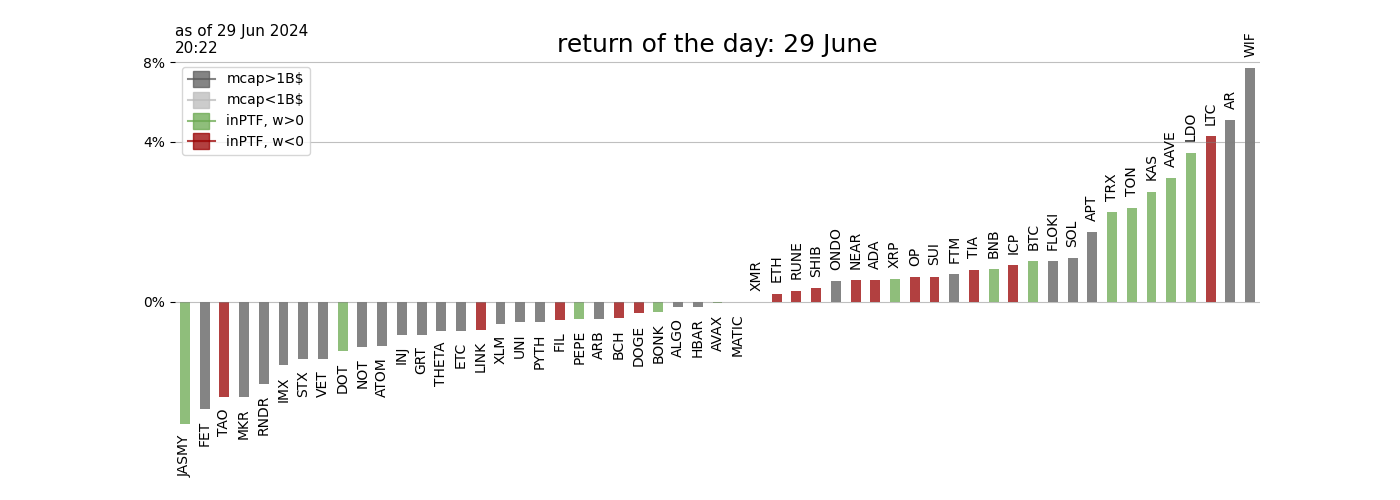 as of 29 Jun 2024
20:22
return of the day: 29 June
8%
4%
0%
mcap>1B$
mcap<1B$
inPTF, w>0
inPTF, w<0
JASMY
FET
TAO
MKR
RNDR
IMX
STX
VET
DOT
NOT
ATOM
INJ
GRT
THETA
ETC
LINK
XLM
UNI
PYTH
FIL
PEPE
ARB
BCH
DOGE
BONK
ALGO
HBAR
AVAX
MATIC
XMR
ETH
RUNE
SHIB
ONDO
NEAR
ADA
XRP
OP
SUI
FTM
TIA
BNB
ICP
BTC
FLOKI
SOL
APT
TRX
TON
KAS
AAVE
LDO
LTC
AR
WIF